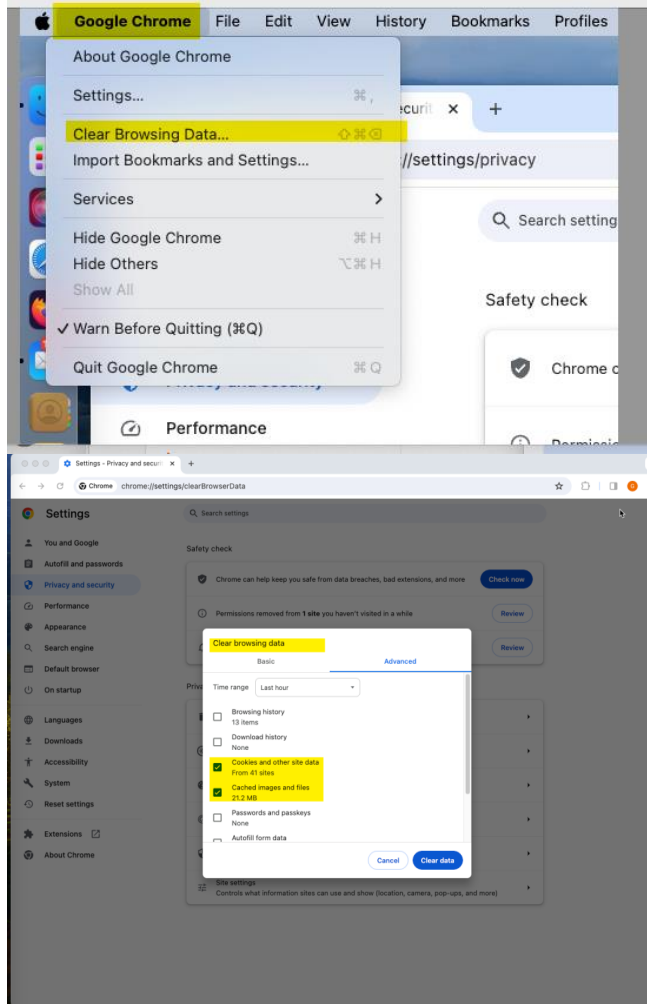 Google Chrome File Edit View History Bookmarks Profiles
About Google Chrome
Settings... ⌘ ,
Clear Browsing Data... ⇧⌘⌫
Import Bookmarks and Settings...
Services
Hide Google Chrome ⌘ H
Hide Others ⌥⌘ H
Show All
✓ Warn Before Quitting (⌘Q)
Quit Google Chrome ⌘ Q
://settings/privacy
Search setting
Safety check
Chrome c
Performance
Settings - Privacy and securi
Chrome chrome://settings/clearBrowserData
Settings
Search settings
You and Google
Autofill and passwords
Privacy and security
Performance
Appearance
Search engine
Default browser
On startup
Languages
Downloads
Accessibility
System
Reset settings
Extensions
About Chrome
Safety check
Chrome can help keep you safe from data breaches, bad extensions, and more Check now
Permissions removed from 1 site you haven't visited in a while Review
Review
Clear browsing data
Basic Advanced
Time range Last hour
Browsing history
13 items
Download history
None
Cookies and other site data
From 41 sites
Cached images and files
21.2 MB
Passwords and passkeys
None
Autofill form data
Cancel Clear data
Site settings
Controls what information sites can use and show (location, camera, pop-ups, and more)